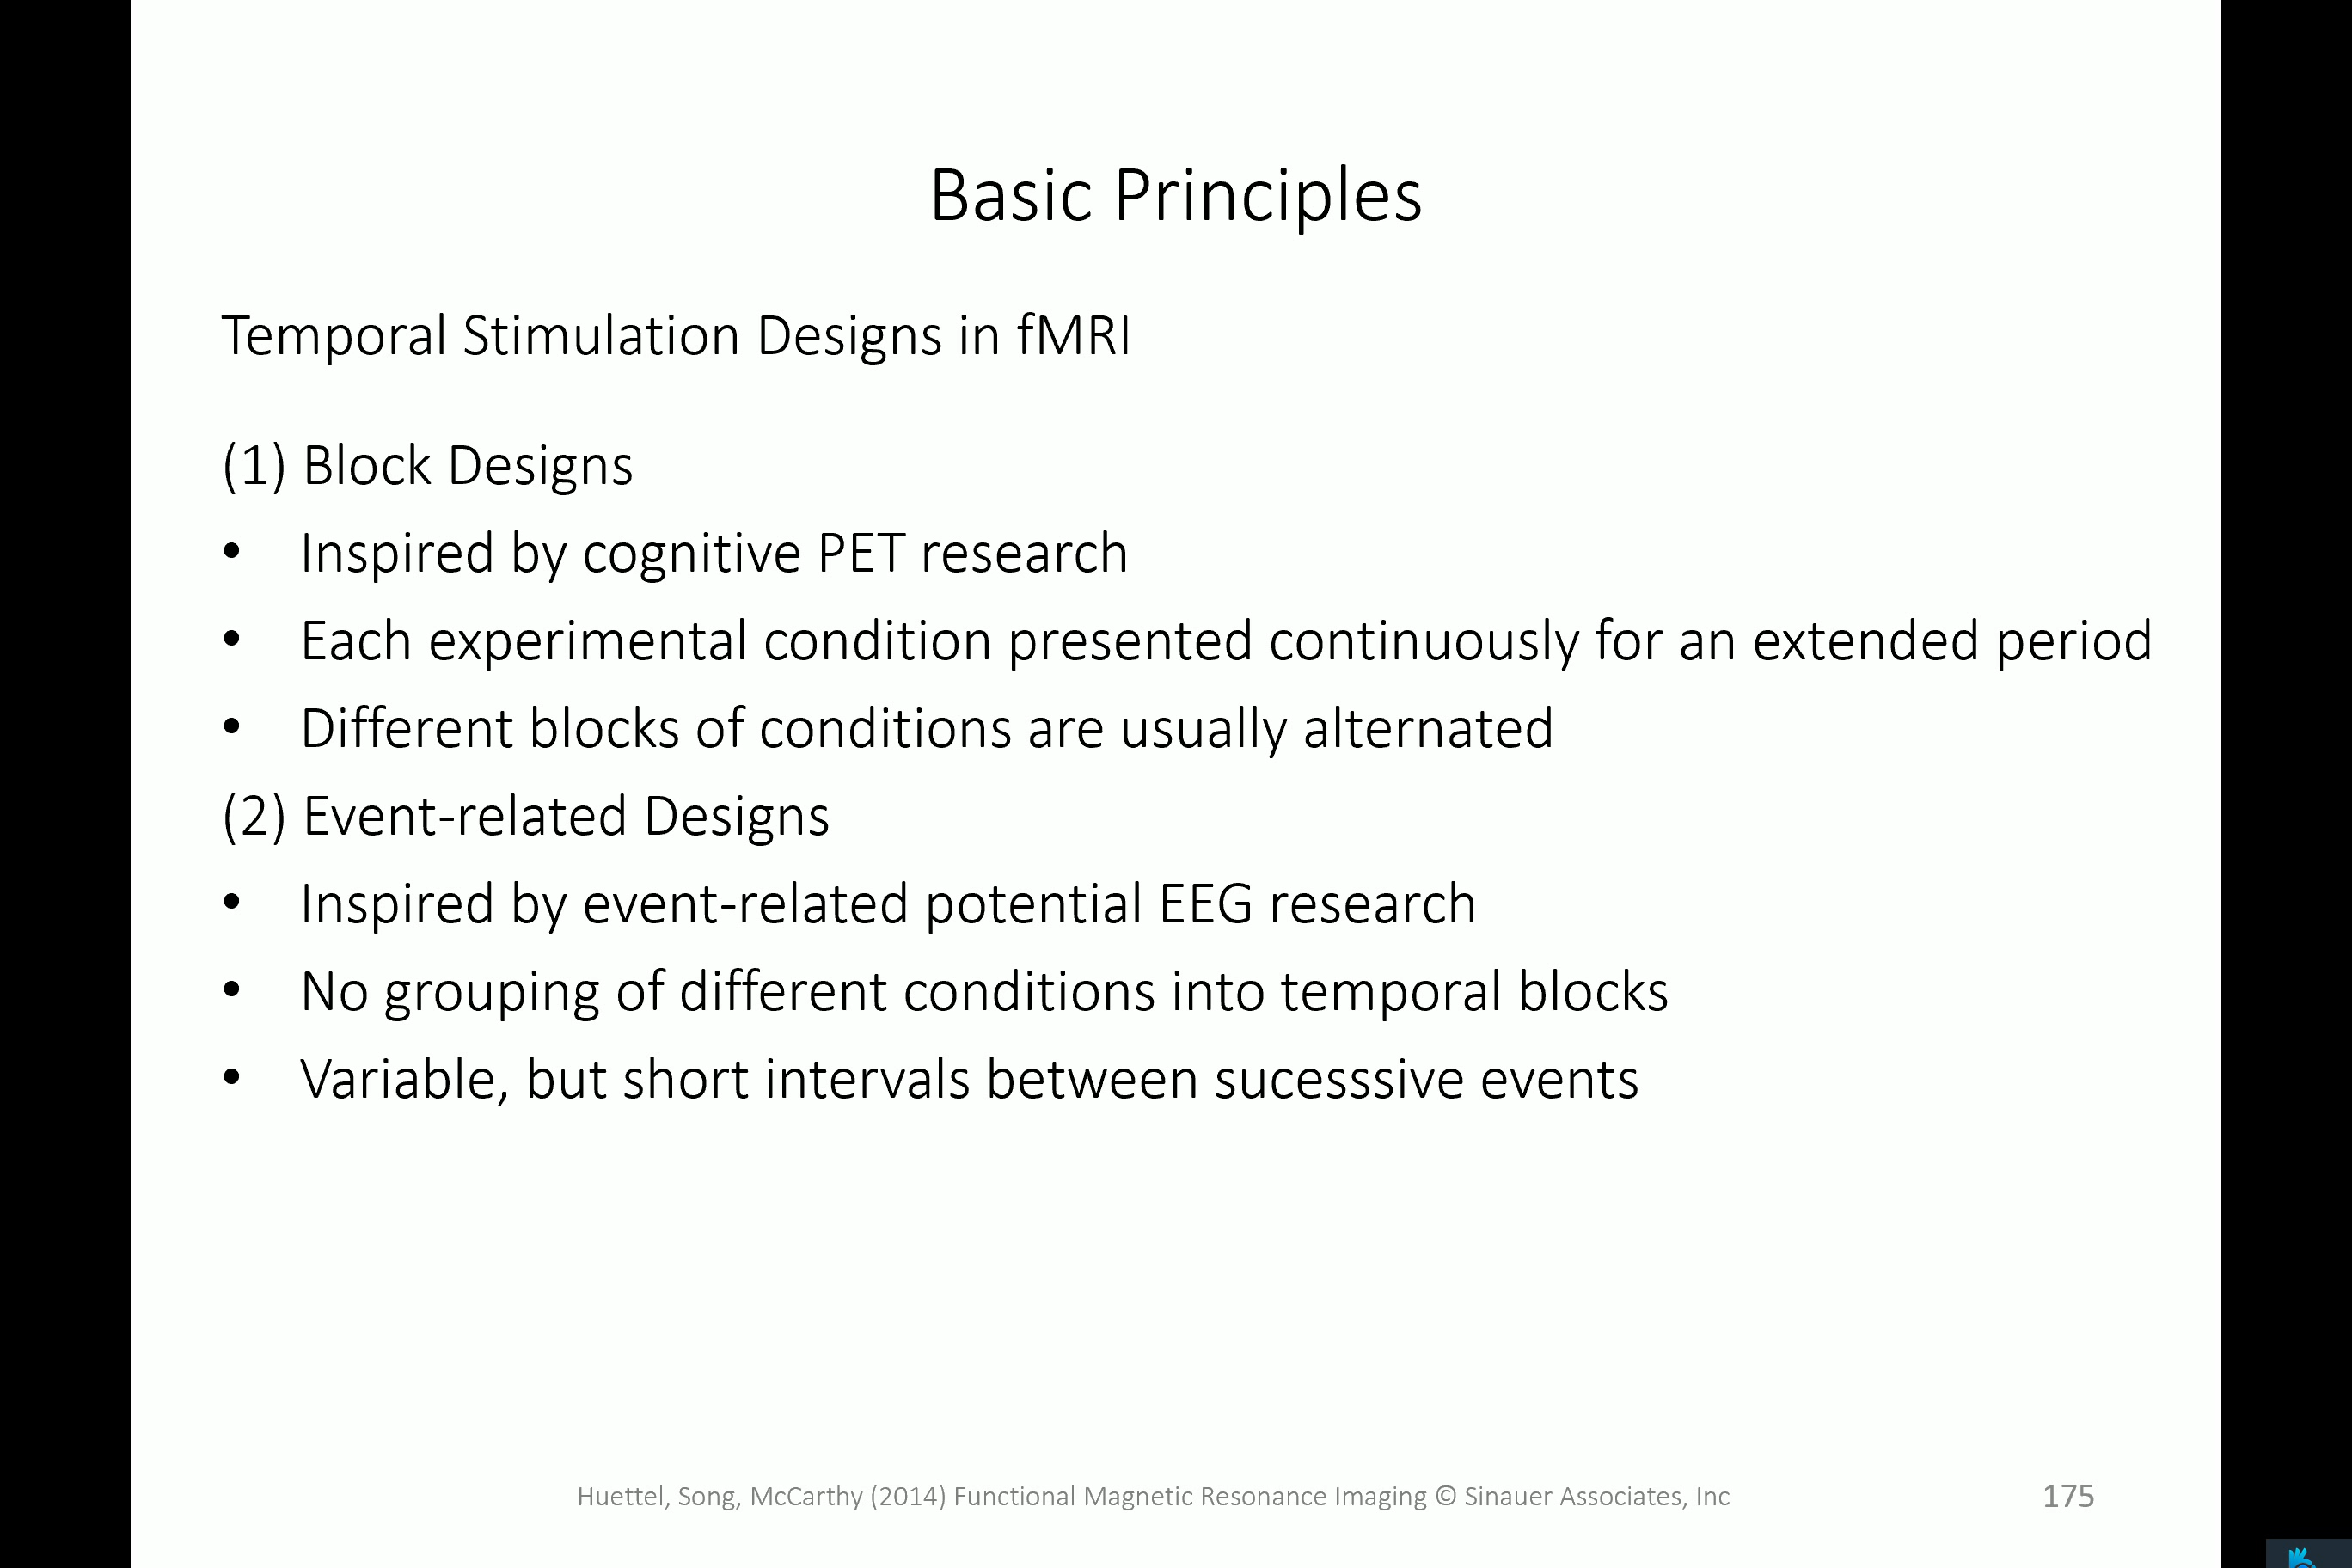 Basic Principles
Temporal Stimulation Designs in fMRI
(1) Block Designs
• Inspired by cognitive PET research
• Each experimental condition presented continuously for an extended period
• Different blocks of conditions are usually alternated
(2) Event-related Designs
• Inspired by event-related potential EEG research
• No grouping of different conditions into temporal blocks
• Variable, but short intervals between sucesssive events
Huettel, Song, McCarthy (2014) Functional Magnetic Resonance Imaging © Sinauer Associates, Inc
175